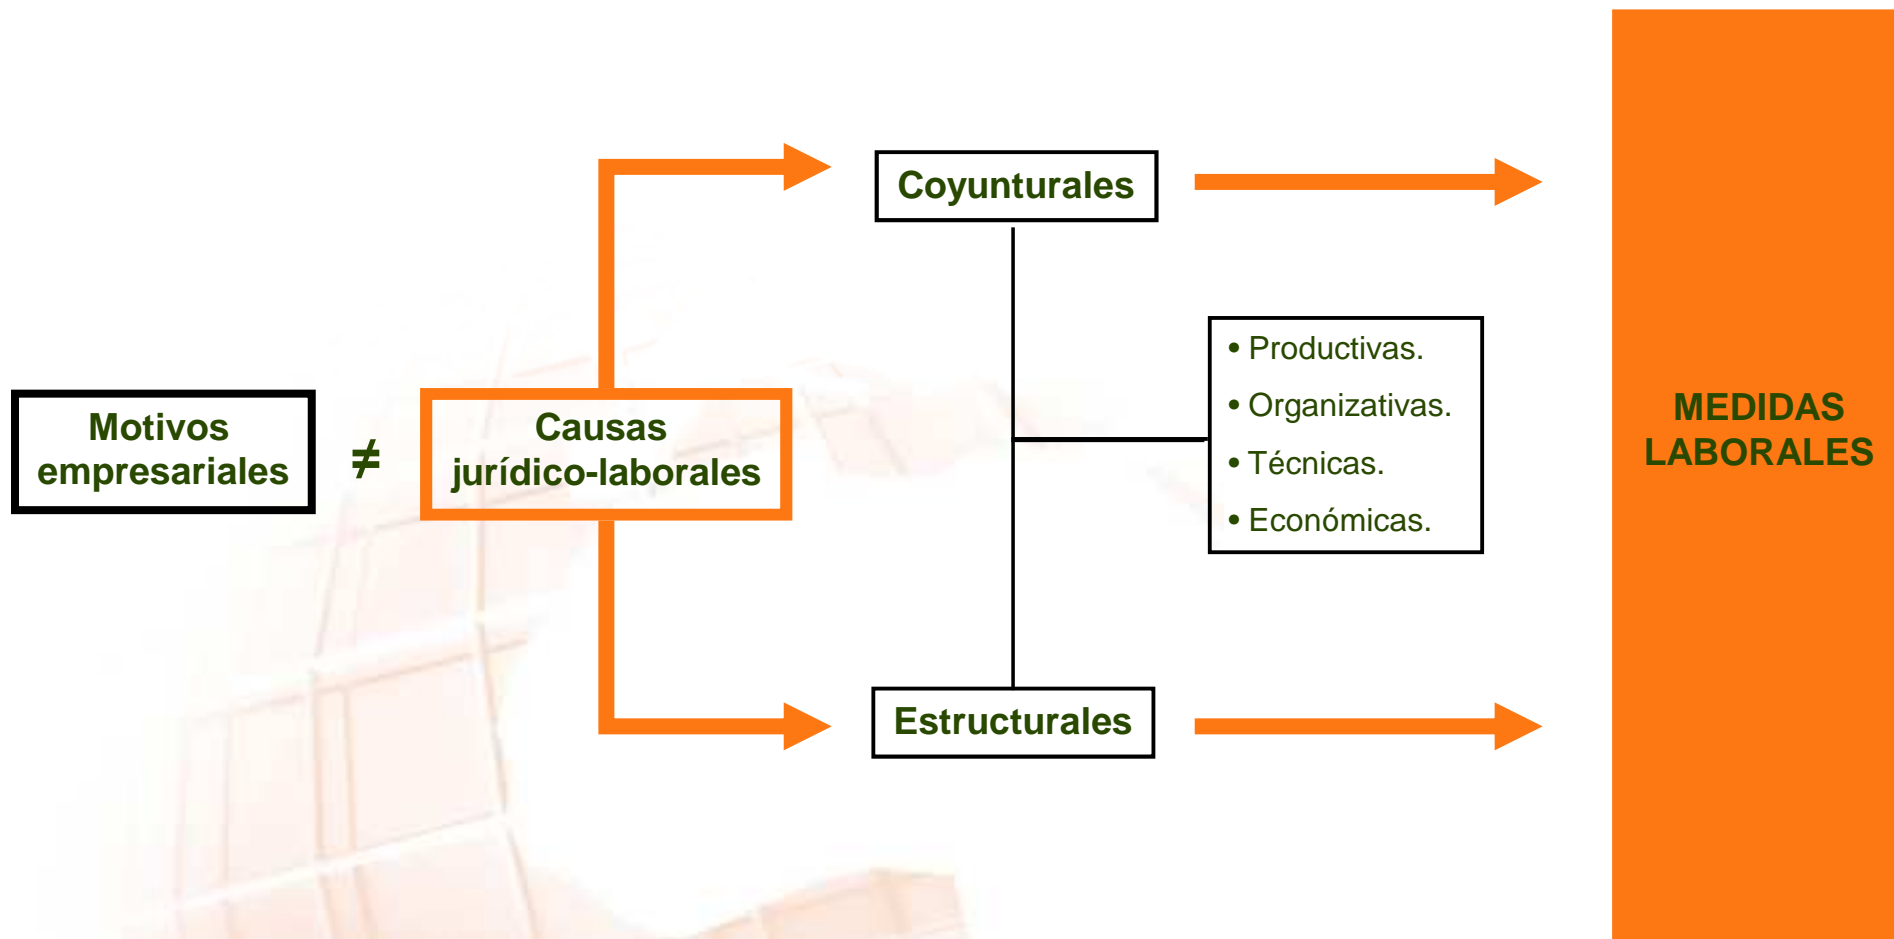 Motivos
empresariales
≠
Causas
jurídico-laborales
Coyunturales
• Productivas.
• Organizativas.
• Técnicas.
• Económicas.
Estructurales
MEDIDAS
LABORALES